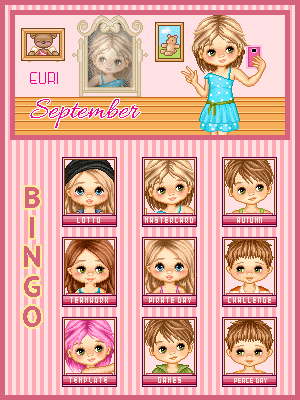 EURI
September
BINGO
LOTTO
MASTERCARD
AUTUMN
TEAMWORK
PIRATE DAY
CHALLENGE
TEMPLATE
GAMES
PEACE DAY